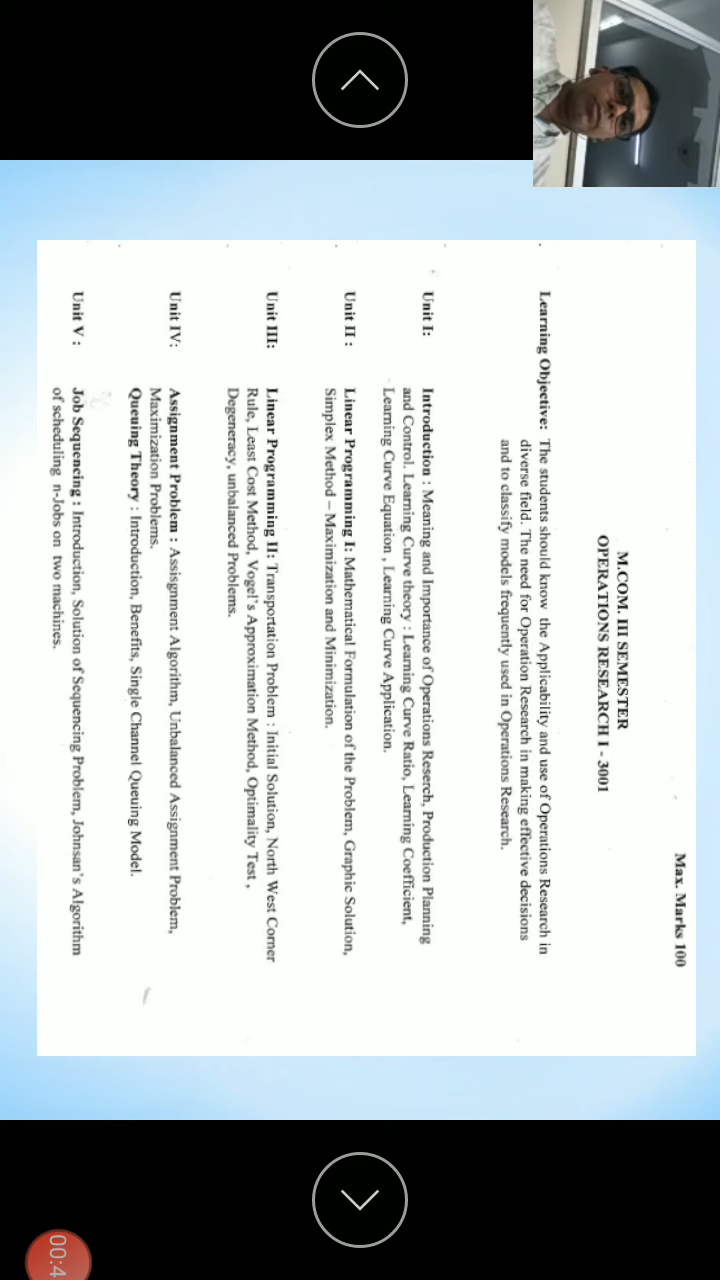 Max. Marks 100
M.COM. III SEMESTER
OPERATIONS RESEARCH I - 3001
Learning Objective: The students should know the Applicability and use of Operations Research in
diverse field. The need for Operation Research in making effective decisions
and to classify models frequently used in Operations Research.
Unit I: Introduction : Meaning and Importance of Operations Reserch, Production Planning
and Control. Learning Curve theory : Learning Curve Ratio, Learning Coefficient,
Learning Curve Equation , Learning Curve Application.
Unit II : Linear Programming I: Mathematical Formulation of the Problem, Graphic Solution,
Simplex Method – Maximization and Minimization.
Unit III: Linear Programming II: Transportation Problem : Initial Solution, North West Corner
Rule, Least Cost Method, Vogel's Approximation Method, Optimality Test ,
Degeneracy, unbalanced Problems.
Unit IV: Assignment Problem : Assisgnment Algorithm, Unbalanced Assignment Problem,
Maximization Problems.
Queuing Theory : Introduction, Benefits, Single Channel Queuing Model.
Unit V : Job Sequencing : Introduction, Solution of Sequencing Problem, Johnsan's Algorithm
of scheduling n-Jobs on two machines.
00:4